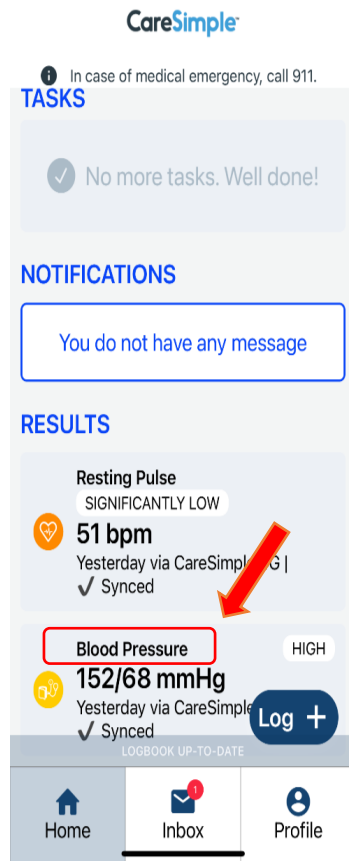 CareSimple
In case of medical emergency, call 911.
TASKS
No more tasks. Well done!
NOTIFICATIONS
You do not have any message
RESULTS
Resting Pulse
SIGNIFICANTLY LOW
51 bpm
Yesterday via CareSimpl G |
✓ Synced
Blood Pressure
HIGH
152/68 mmHg
Yesterday via CareSimple
✓ Synced
Log +
LOGBOOK UP-TO-DATE
1
Home Inbox Profile